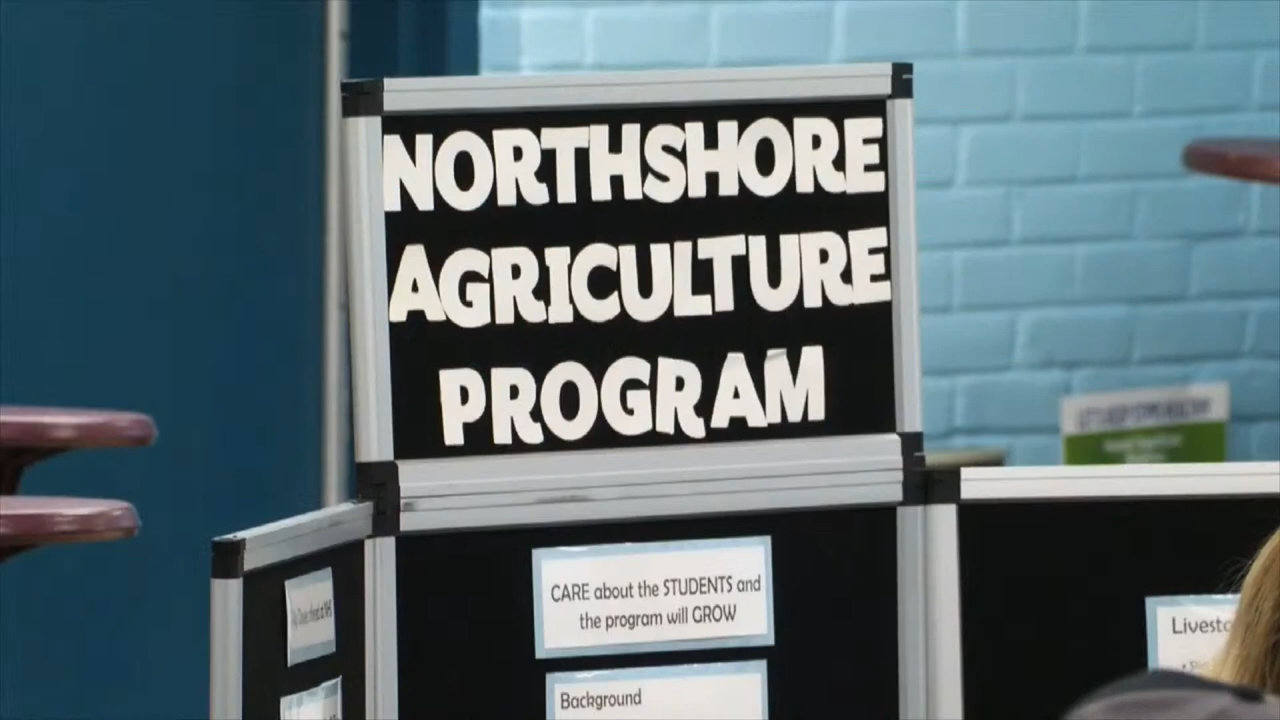 NORTHSHORE
AGRICULTURE
PROGRAM
CARE about the STUDENTS and
the program will GROW
Background